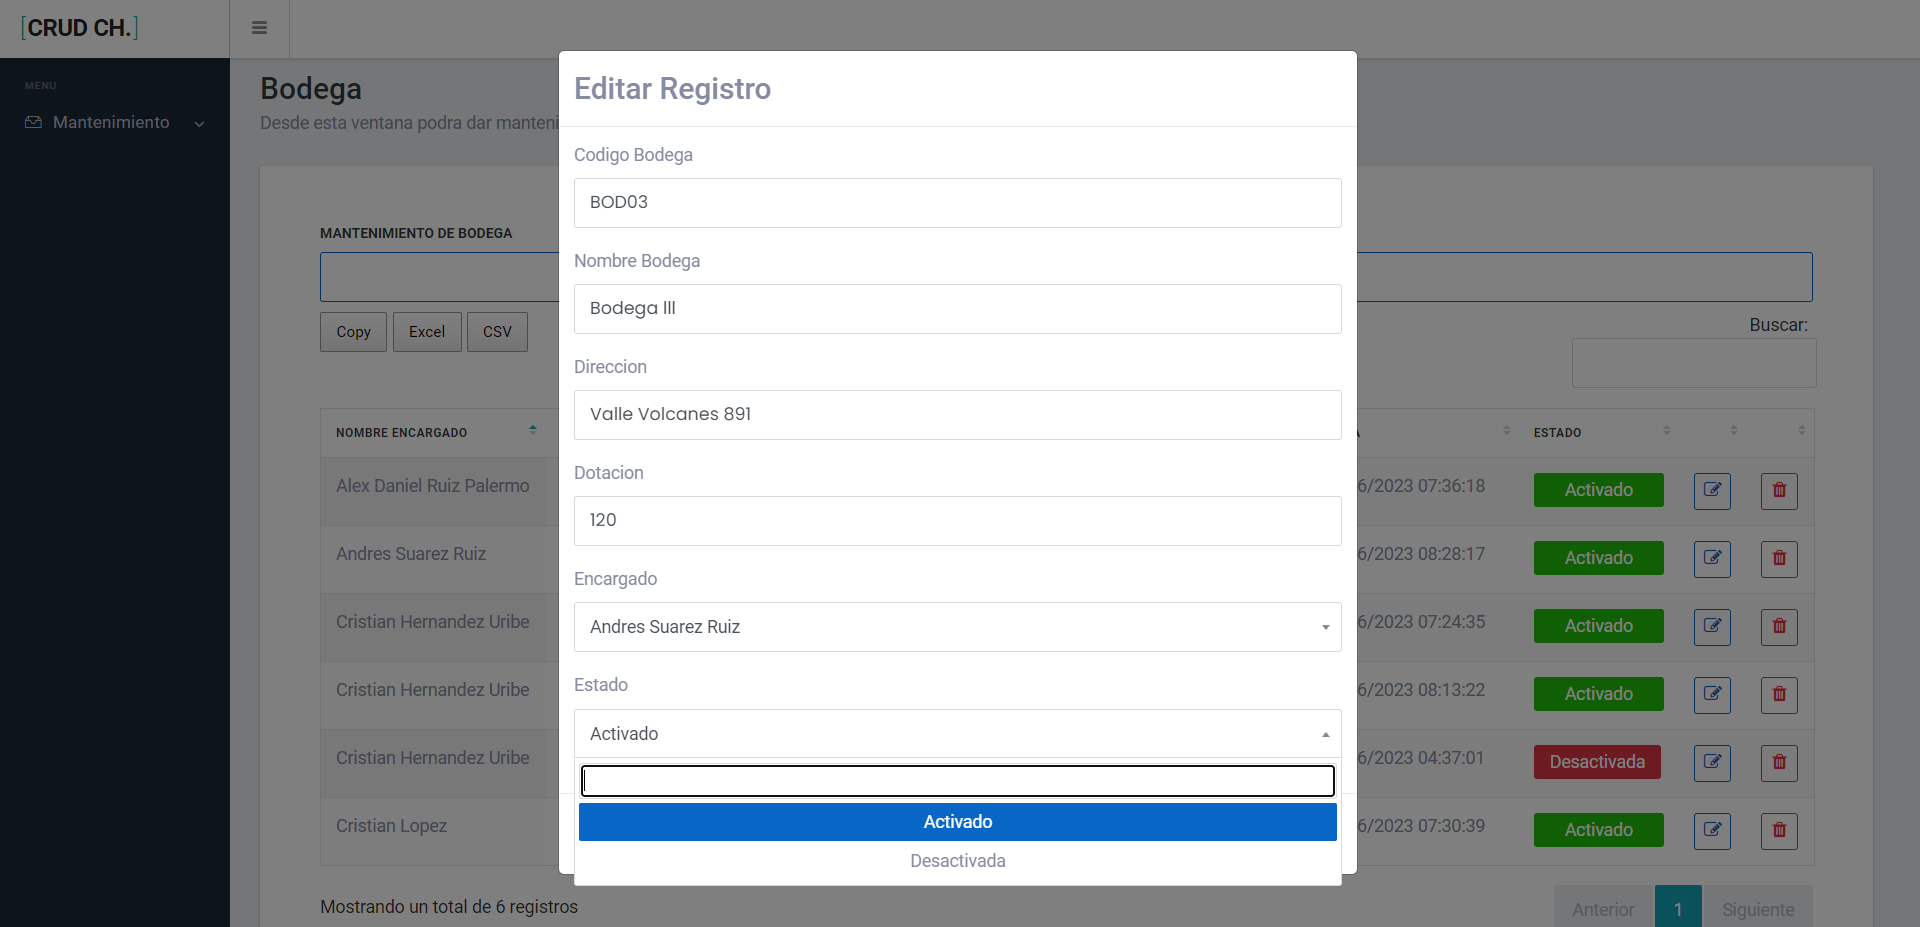 [CRUD CH.]
MENU
Mantenimiento
Bodega
Desde esta ventana podra dar manteni
MANTENIMIENTO DE BODEGA
Copy
Excel
CSV
Buscar:
NOMBRE ENCARGADO
ESTADO
Alex Daniel Ruiz Palermo
6/2023 07:36:18
Activado
Andres Suarez Ruiz
6/2023 08:28:17
Activado
Cristian Hernandez Uribe
6/2023 07:24:35
Activado
Cristian Hernandez Uribe
6/2023 08:13:22
Activado
Cristian Hernandez Uribe
6/2023 04:37:01
Desactivada
Cristian Lopez
6/2023 07:30:39
Activado
Mostrando un total de 6 registros
Anterior
1
Siguiente
Editar Registro
Codigo Bodega
BOD03
Nombre Bodega
Bodega lll
Direccion
Valle Volcanes 891
Dotacion
120
Encargado
Andres Suarez Ruiz
Estado
Activado
Activado
Desactivada